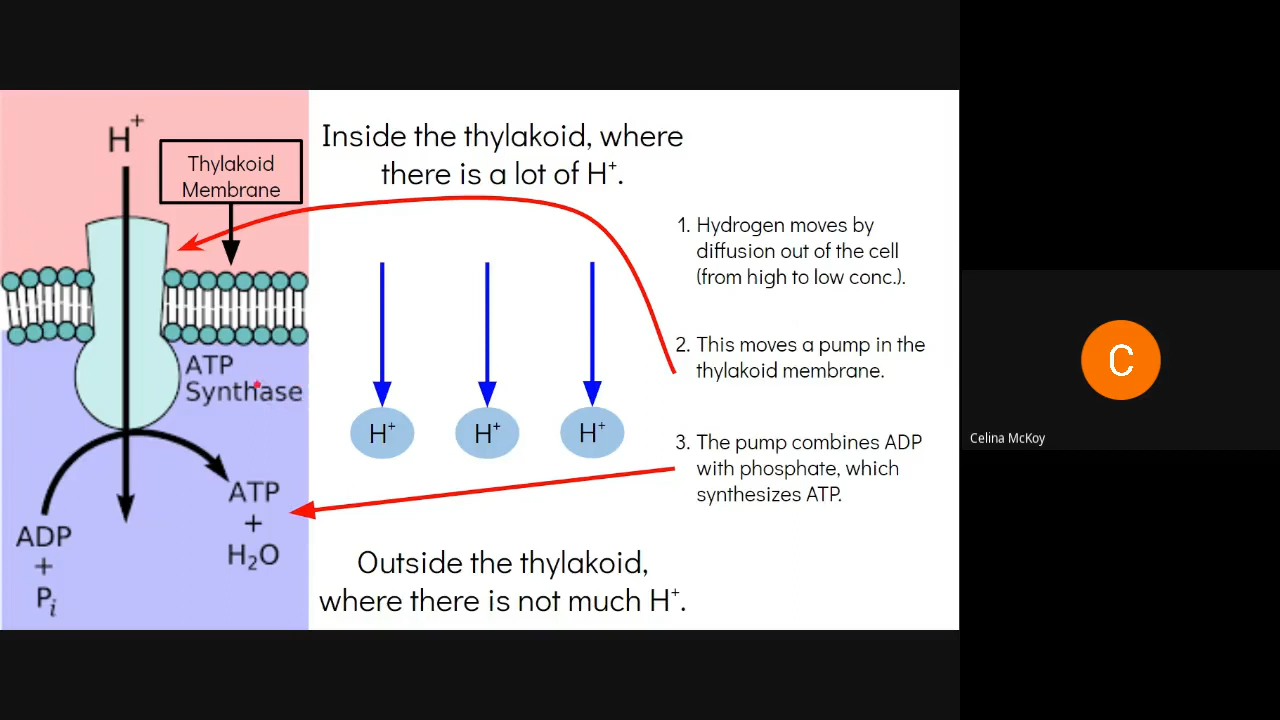 H+
Thylakoid
Membrane
ATP
Synthase
ADP
+
Pi
ATP
+
H2O
Inside the thylakoid, where
there is a lot of H+.
H+
H+
H+
Outside the thylakoid,
where there is not much H+.
1. Hydrogen moves by
diffusion out of the cell
(from high to low conc.).
2. This moves a pump in the
thylakoid membrane.
3. The pump combines ADP
with phosphate, which
synthesizes ATP.
C
Celina McKoy